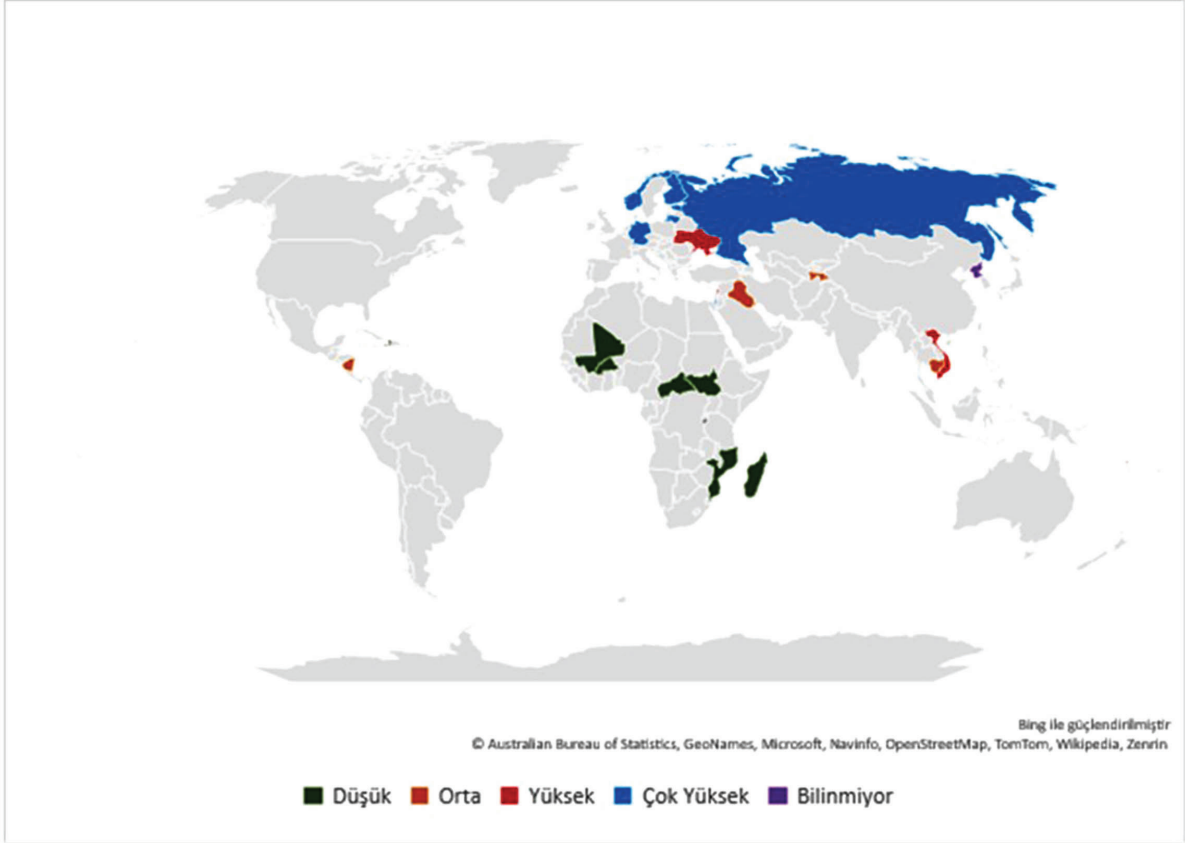 Bing ile güçlendirilmiştir
© Australian Bureau of Statistics, GeoNames, Microsoft, Navinfo, OpenStreetMap, TomTom, Wikipedia, Zenrin
Düşük Orta Yüksek Çok Yüksek Bilinmiyor